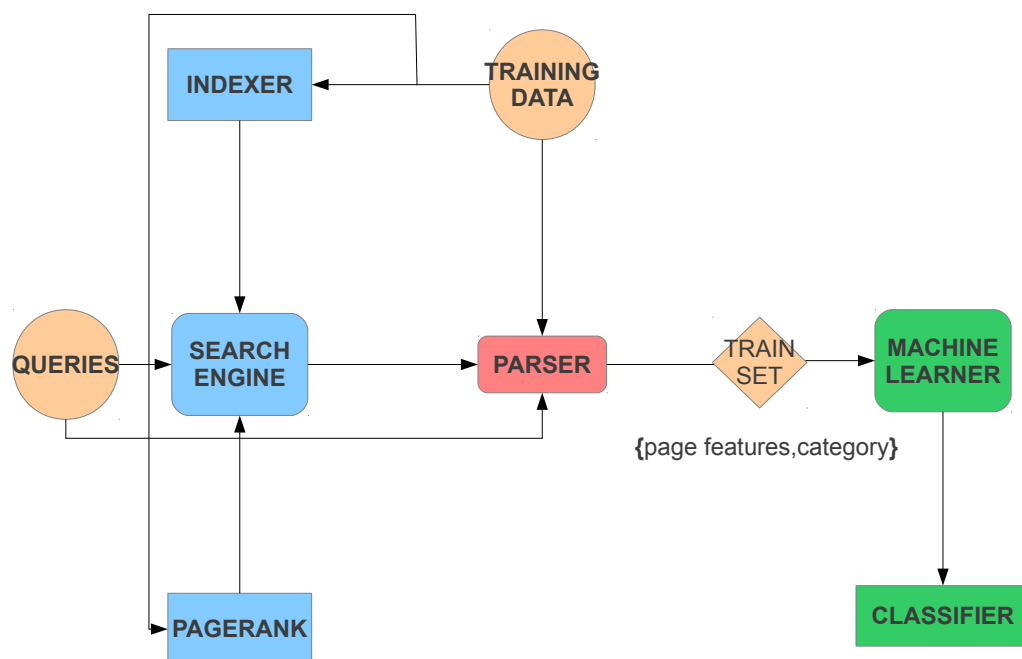 INDEXER
TRAINING
DATA
QUERIES
SEARCH
ENGINE
PARSER
TRAIN
SET
MACHINE
LEARNER
{page features,category}
PAGERANK
CLASSIFIER